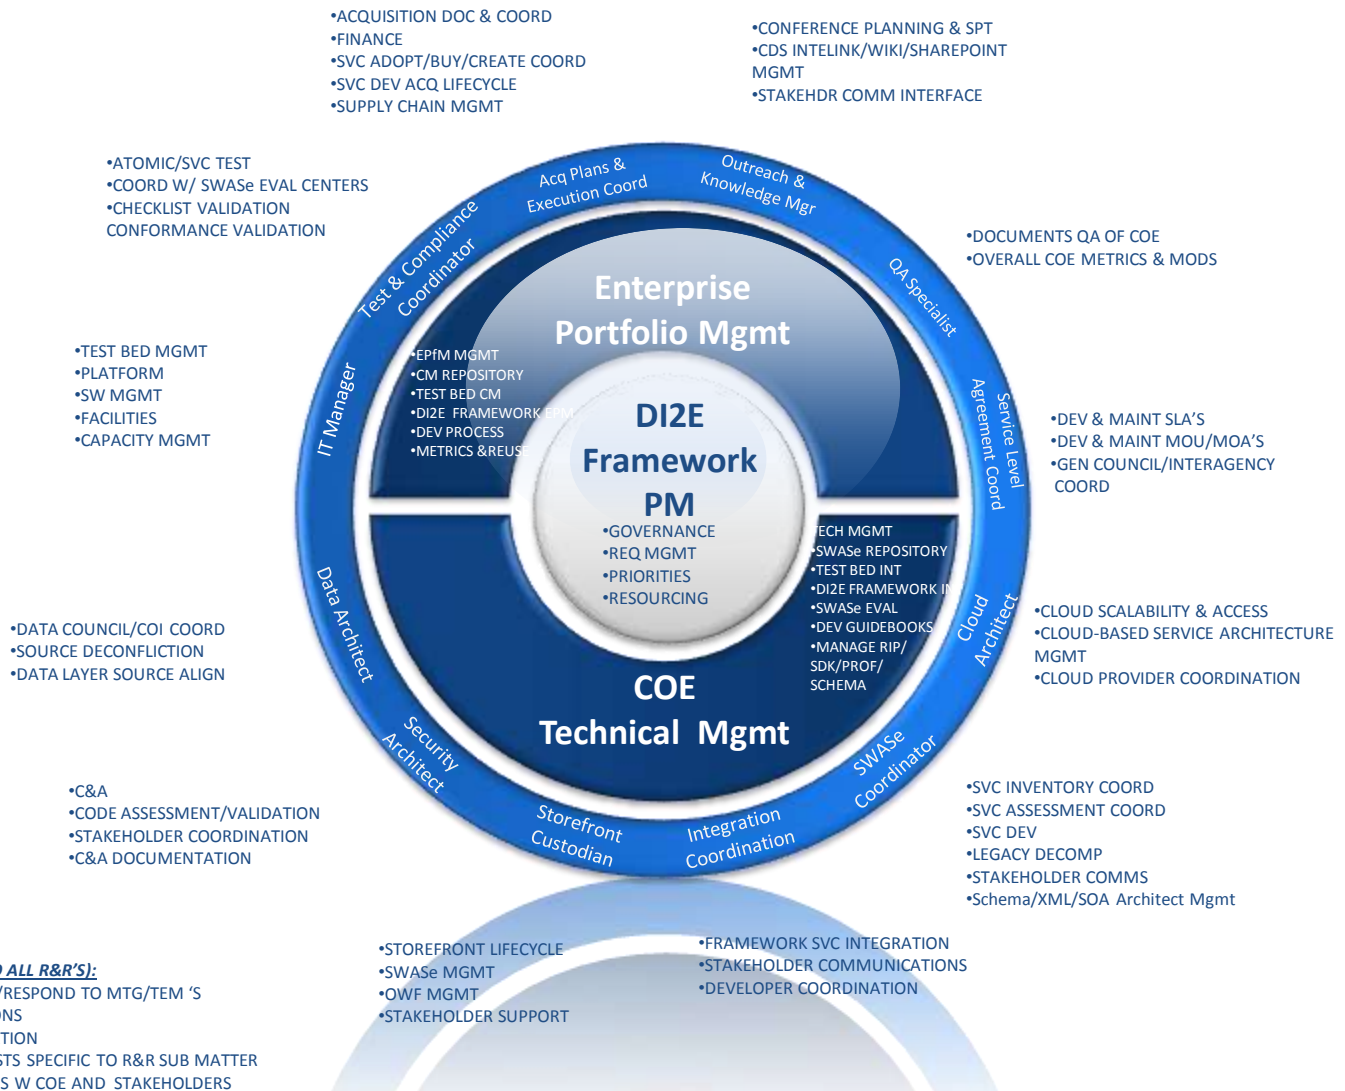 •ACQUISITION DOC & COORD
•FINANCE
•SVC ADOPT/BUY/CREATE COORD
•SVC DEV ACQ LIFECYCLE
•SUPPLY CHAIN MGMT
•CONFERENCE PLANNING & SPT
•CDS INTELINK/WIKI/SHAREPOINT
MGMT
•STAKEHDR COMM INTERFACE
•ATOMIC/SVC TEST
•COORD W/ SWASe EVAL CENTERS
•CHECKLIST VALIDATION
CONFORMANCE VALIDATION
Acq Plans &
Execution Coord
Outreach &
Knowledge Mgr
Test & Compliance
Coordinator
QA Specialist
•DOCUMENTS QA OF COE
•OVERALL COE METRICS & MODS
Enterprise
Portfolio Mgmt
•TEST BED MGMT
•PLATFORM
•SW MGMT
•FACILITIES
•CAPACITY MGMT
IT Manager
•EPfM MGMT
•CM REPOSITORY
•TEST BED CM
•DI2E FRAMEWORK EPM
•DEV PROCESS
•METRICS &REUSE
DI2E
Framework
PM
•GOVERNANCE
•REQ MGMT
•PRIORITIES
•RESOURCING
Service Level
Agreement Coord
•DEV & MAINT SLA'S
•DEV & MAINT MOU/MOA'S
•GEN COUNCIL/INTERAGENCY
COORD
ECH MGMT
•SWASe REPOSITORY
•TEST BED INT
•DI2E FRAMEWORK IN
•SWASe EVAL
•DEV GUIDEBOOKS
•MANAGE RIP/
SDK/PROF/
SCHEMA
Data Architect
•DATA COUNCIL/COI COORD
•SOURCE DECONFLICTION
•DATA LAYER SOURCE ALIGN
Cloud
Architect
•CLOUD SCALABILITY & ACCESS
•CLOUD-BASED SERVICE ARCHITECTURE
MGMT
•CLOUD PROVIDER COORDINATION
COE
Technical Mgmt
Security
Architect
•C&A
•CODE ASSESSMENT/VALIDATION
•STAKEHOLDER COORDINATION
•C&A DOCUMENTATION
Storefront
Custodian
Integration
Coordination
SWASe
Coordinator
•SVC INVENTORY COORD
•SVC ASSESSMENT COORD
•SVC DEV
•LEGACY DECOMP
•STAKEHOLDER COMMS
•Schema/XML/SOA Architect Mgmt
•STOREFRONT LIFECYCLE
•SWASe MGMT
•OWF MGMT
•STAKEHOLDER SUPPORT
•FRAMEWORK SVC INTEGRATION
•STAKEHOLDER COMMUNICATIONS
•DEVELOPER COORDINATION
ALL R&R'S):
/RESPOND TO MTG/TEM 'S
ONS
TION
STS SPECIFIC TO R&R SUB MATTER
S W COE AND STAKEHOLDERS